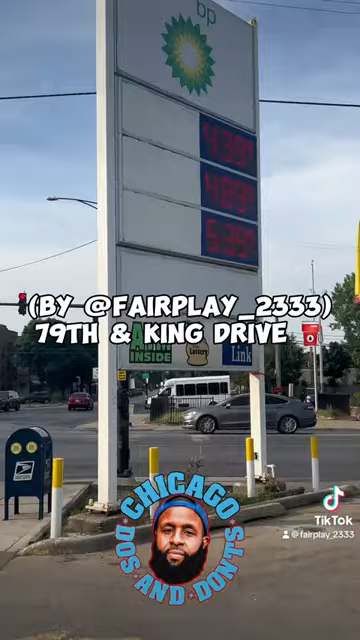 bp
4.39
4.89
5.39
(BY @FAIRPLAY_2333)
79TH & KING DRIVE
INSIDE
Lottery
Link
CHICAGO
DOS AND DONTS
TikTok
@fairplay_2333